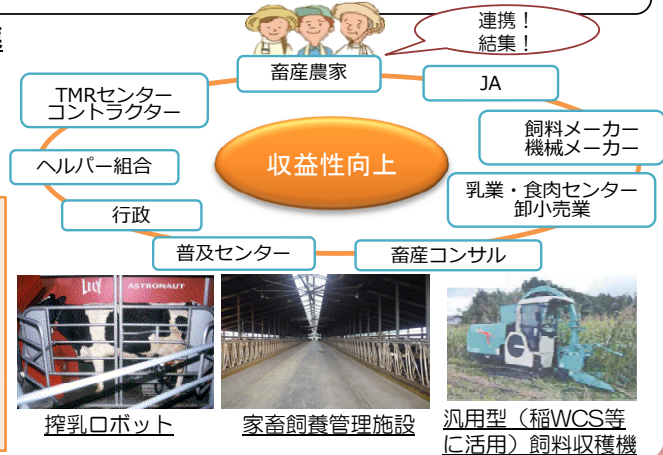 連携！
結集！
畜産農家
JA
TMRセンター
コントラクター
飼料メーカー
機械メーカー
収益性向上
ヘルパー組合
乳業・食肉センター
卸小売業
行政
普及センター
畜産コンサル
LELY
ASTRONAUT
搾乳ロボット
家畜飼養管理施設
汎用型（稲WCS等
に活用）飼料収穫機